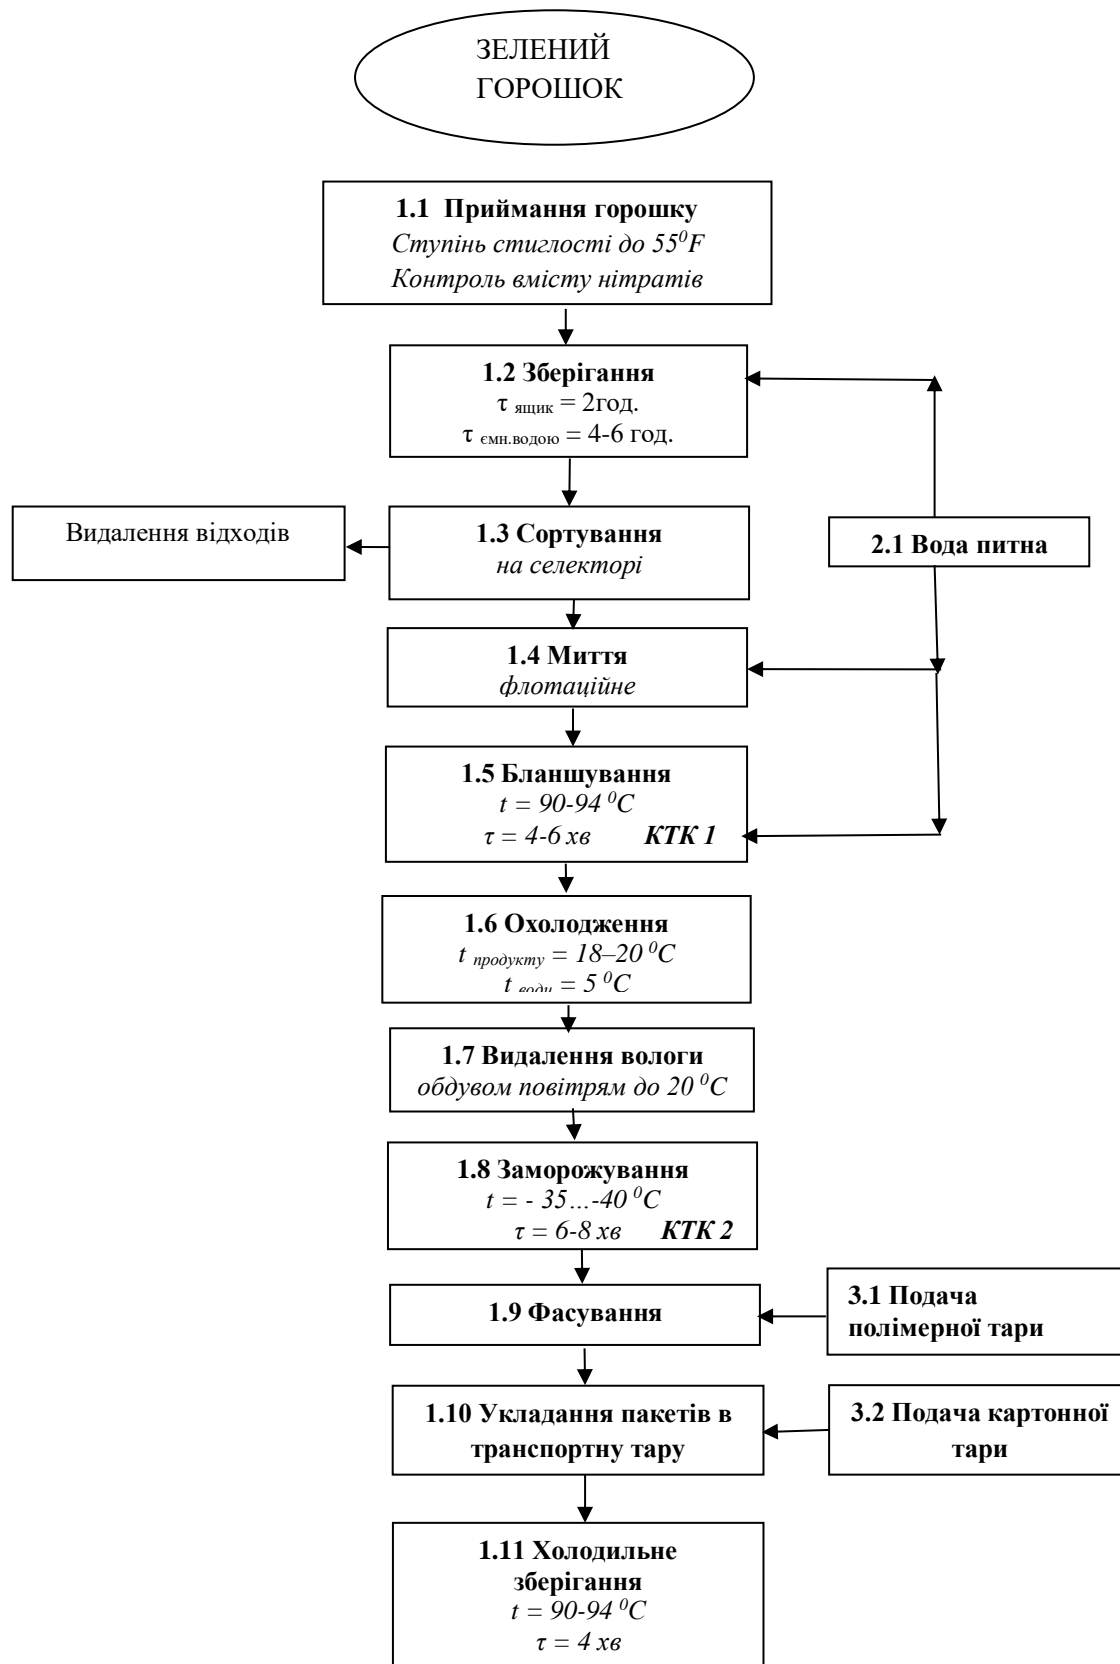 ЗЕЛЕНИЙ
ГОРОШОК
1.1 Приймання горошку
Ступінь стиглості до 55⁰F
Контроль вмісту нітратів
1.2 Зберігання
τ ящик = 2год.
τ ємн.водою = 4-6 год.
Видалення відходів
1.3 Сортування
на селекторі
2.1 Вода питна
1.4 Миття
флотаційне
1.5 Бланшування
t = 90-94 ⁰C
τ = 4-6 хв КТК 1
1.6 Охолодження
t продукту = 18–20 ⁰C
t води = 5 ⁰C
1.7 Видалення вологи
обдувом повітрям до 20 ⁰C
1.8 Заморожування
t = - 35…-40 ⁰C
τ = 6-8 хв КТК 2
1.9 Фасування
3.1 Подача
полімерної тари
1.10 Укладання пакетів в
транспортну тару
3.2 Подача картонної
тари
1.11 Холодильне
зберігання
t = 90-94 ⁰C
τ = 4 хв